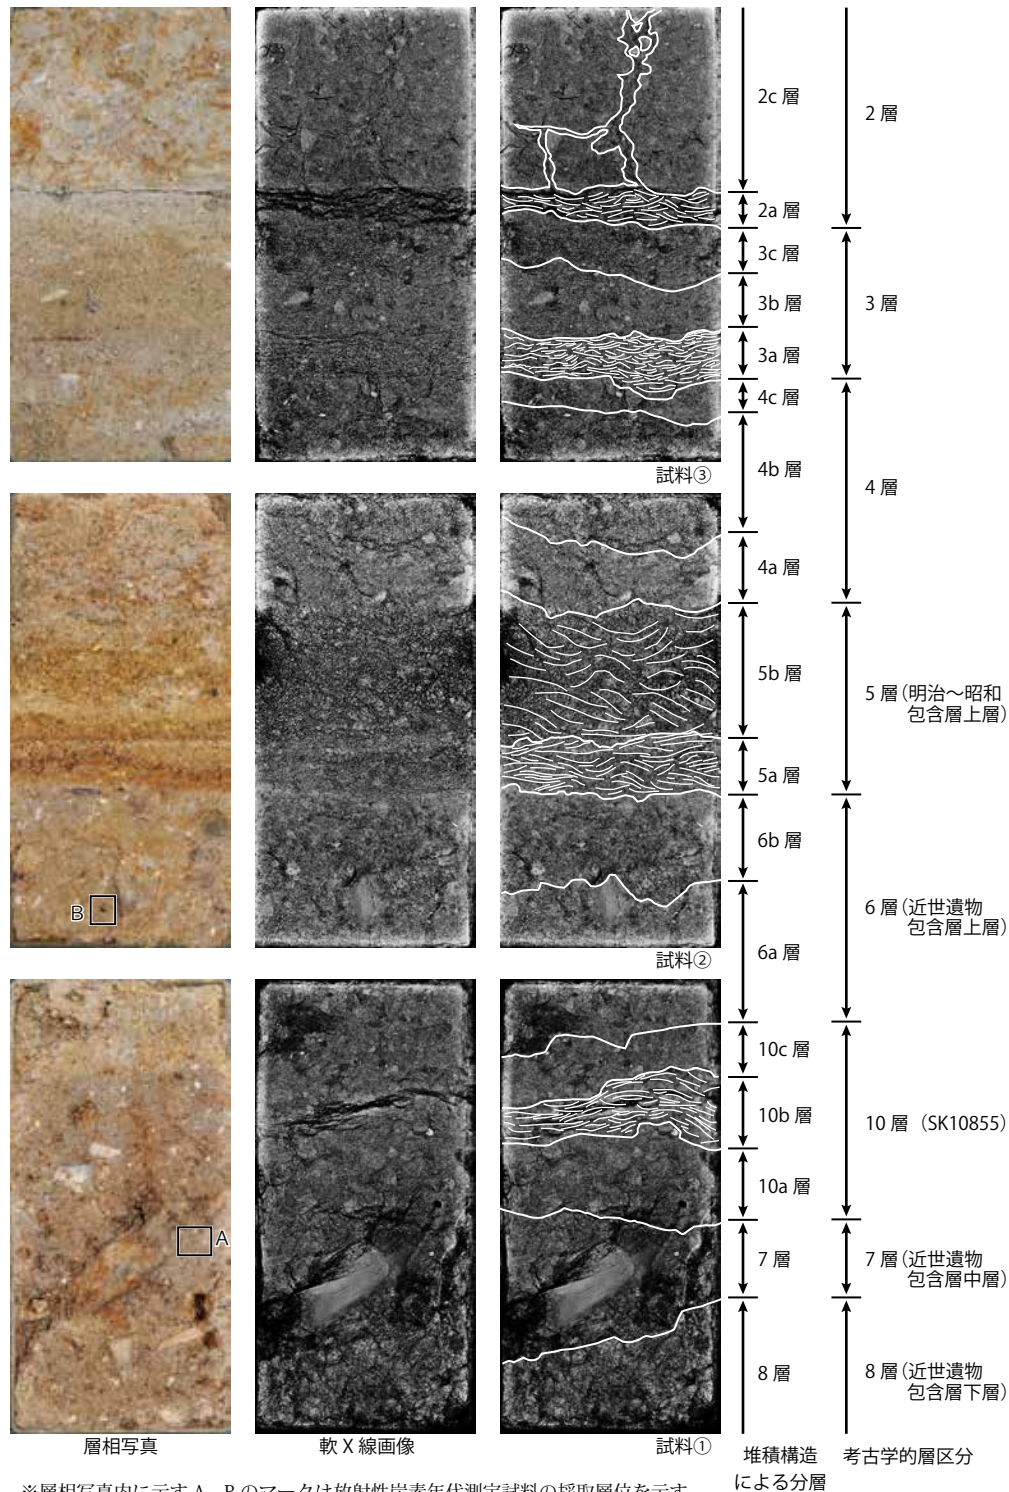 2c 層
2 層
2a 層
3c 層
3b 層
3 層
3a 層
4c 層
試料③
4b 層
4 層
4a 層
5b 層
5 層（明治～昭和
包含層上層）
5a 層
6b 層
B
6 層（近世遺物
包含層上層）
6a 層
試料②
10c 層
10b 層
10 層（SK10855）
10a 層
A
7 層
7 層（近世遺物
包含層中層）
8 層
8 層（近世遺物
包含層下層）
層相写真
軟 X 線画像
試料①
堆積構造
による分層
考古学的層区分
※層相写真内に示す A、B のマークは放射性炭素年代測定試料の採取層位を示す